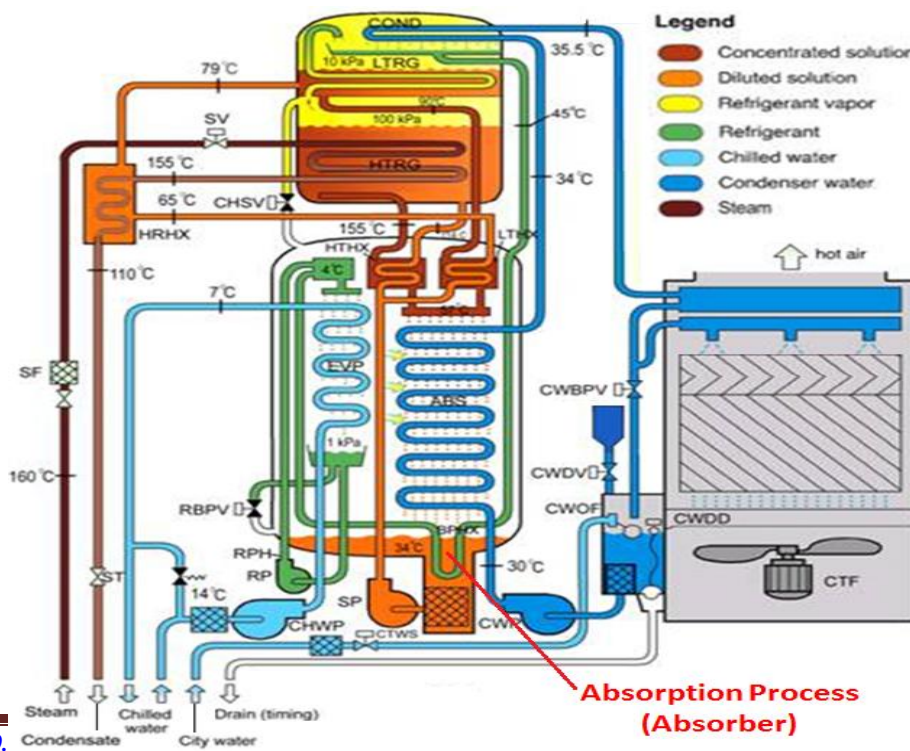 COND
10 kPa
LTRG
79°C
90°C
100 kPa
SV
HTRG
155°C
65°C
CHSV
HRHX
110°C
155°C
HTHX
LTHX
35.5°C
45°C
34°C
4°C
7°C
EVP
ABS
1 kPa
SF
160°C
RBPV
BPHX
34°C
30°C
RPH
RP
SP
ST
14°C
CHWP
CWP
CTWS
Steam
Condensate
Chilled
water
City water
Drain (timing)
Legend
Concentrated solution
Diluted solution
Refrigerant vapor
Refrigerant
Chilled water
Condenser water
Steam
hot air
CWBPV
CWDV
CWOF
CWDD
CTF
Absorption Process
(Absorber)